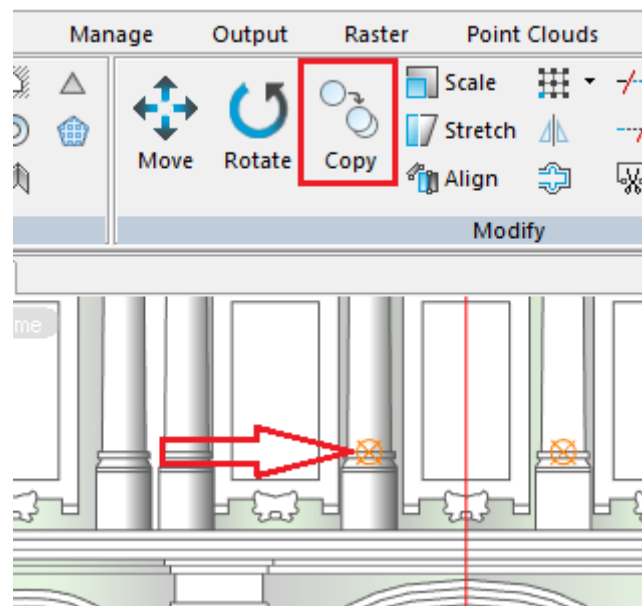 Manage Output Raster Point Clouds
Scale
Stretch
Move Rotate Copy
Align
Modify
me